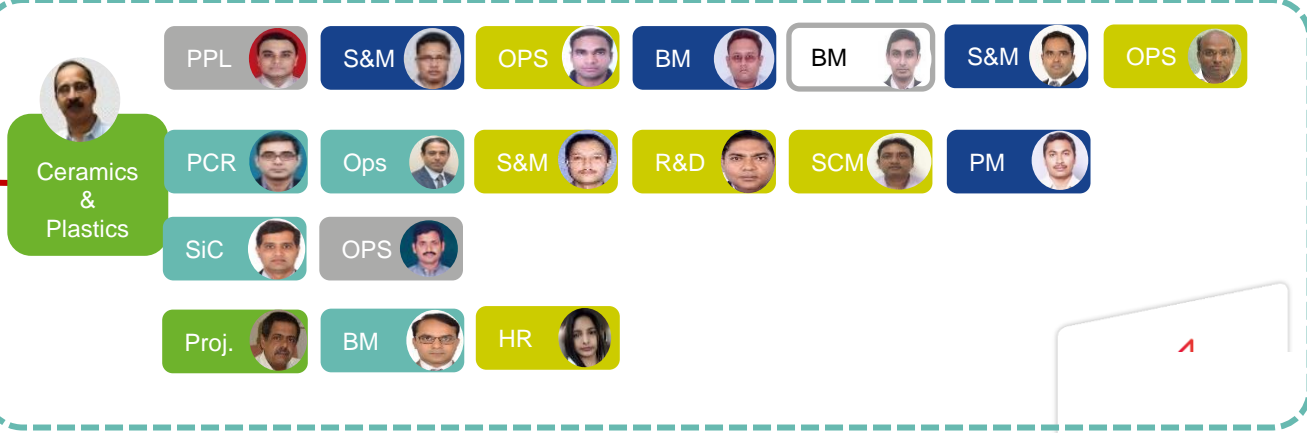 PPL
S&M
OPS
BM
BM
S&M
OPS
Ceramics
&
Plastics
PCR
Ops
S&M
R&D
SCM
PM
SiC
OPS
Proj.
BM
HR